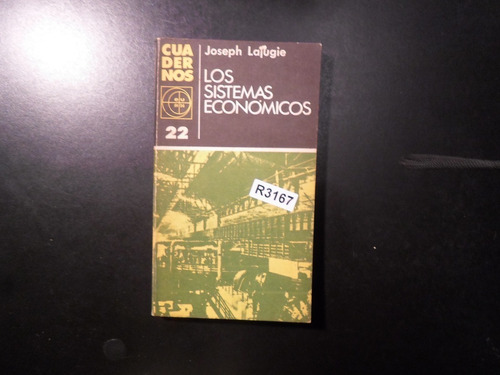 CUA
DER
NOS
22
Joseph Lajugie
LOS
SISTEMAS
ECONÓMICOS
R3167